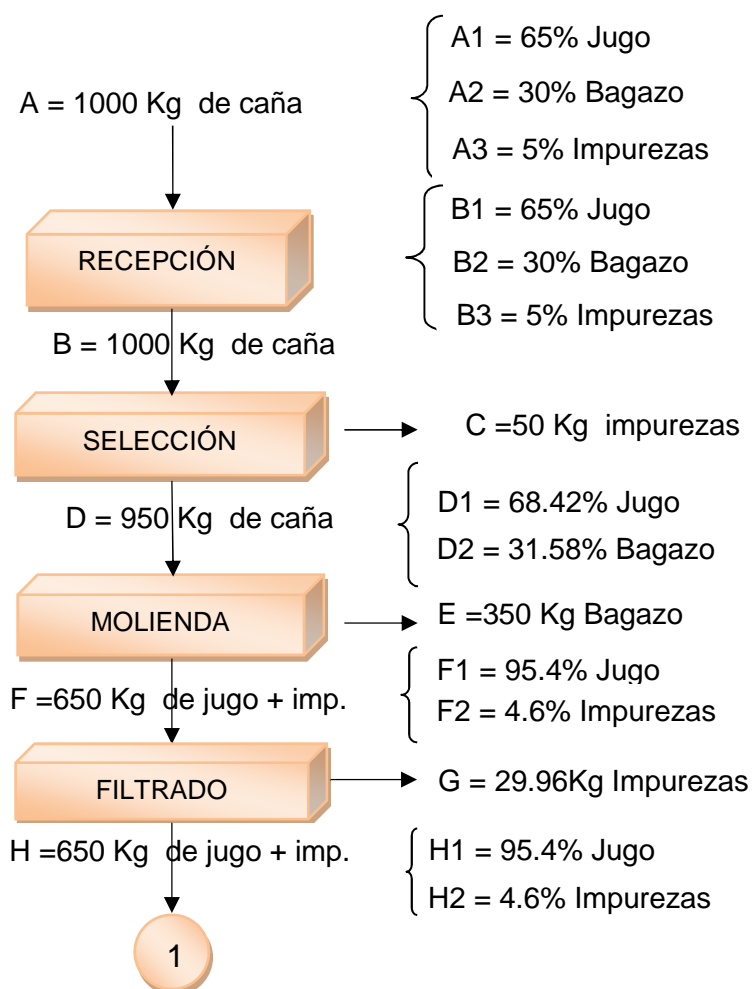 A1 = 65% Jugo
A = 1000 Kg de caña
A2 = 30% Bagazo
A3 = 5% Impurezas
B1 = 65% Jugo
RECEPCIÓN
B2 = 30% Bagazo
B3 = 5% Impurezas
B = 1000 Kg de caña
SELECCIÓN
C =50 Kg impurezas
D = 950 Kg de caña
D1 = 68.42% Jugo
D2 = 31.58% Bagazo
MOLIENDA
E =350 Kg Bagazo
F =650 Kg de jugo + imp.
F1 = 95.4% Jugo
F2 = 4.6% Impurezas
FILTRADO
G = 29.96Kg Impurezas
H =650 Kg de jugo + imp.
H1 = 95.4% Jugo
H2 = 4.6% Impurezas
1